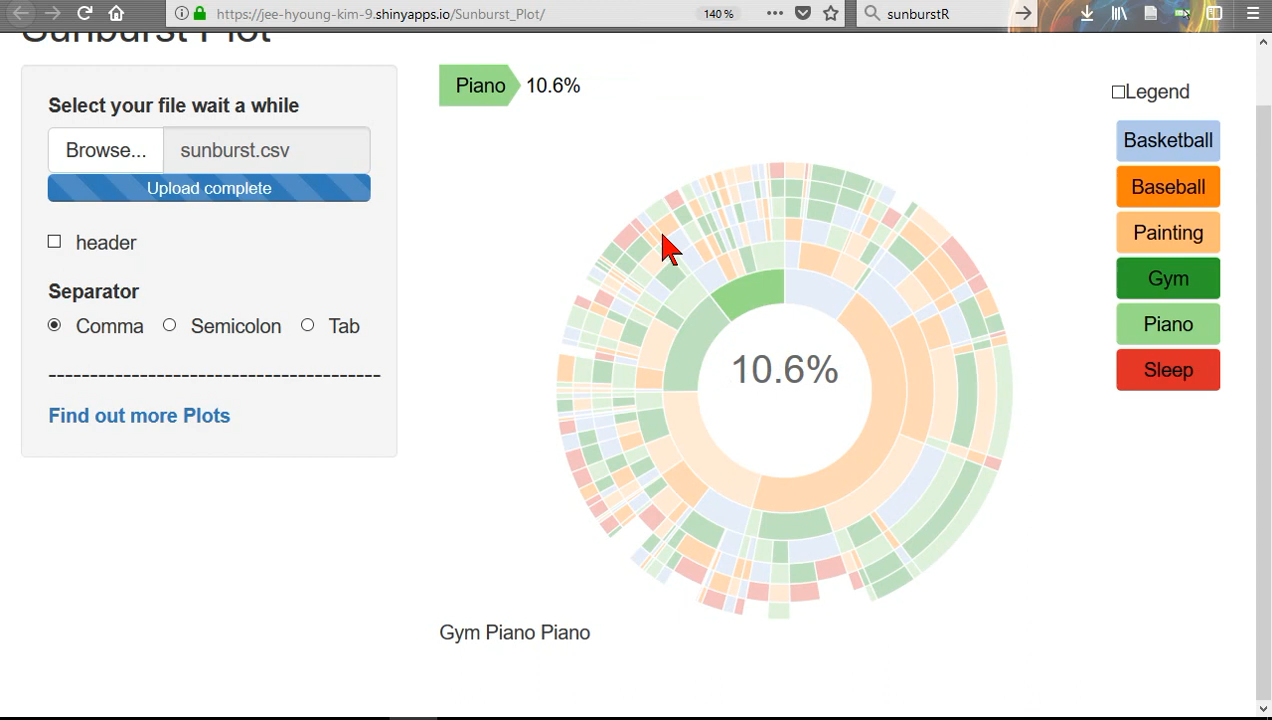 https://jee-hyoung-kim-9.shinyapps.io/Sunburst_Plot/
140 %
sunburstR
Sunburst Plot
Select your file wait a while
Browse...
sunburst.csv
Upload complete
header
Separator
Comma
Semicolon
Tab
----------------------------------------
Find out more Plots
Piano
10.6%
10.6%
Gym Piano Piano
Legend
Basketball
Baseball
Painting
Gym
Piano
Sleep